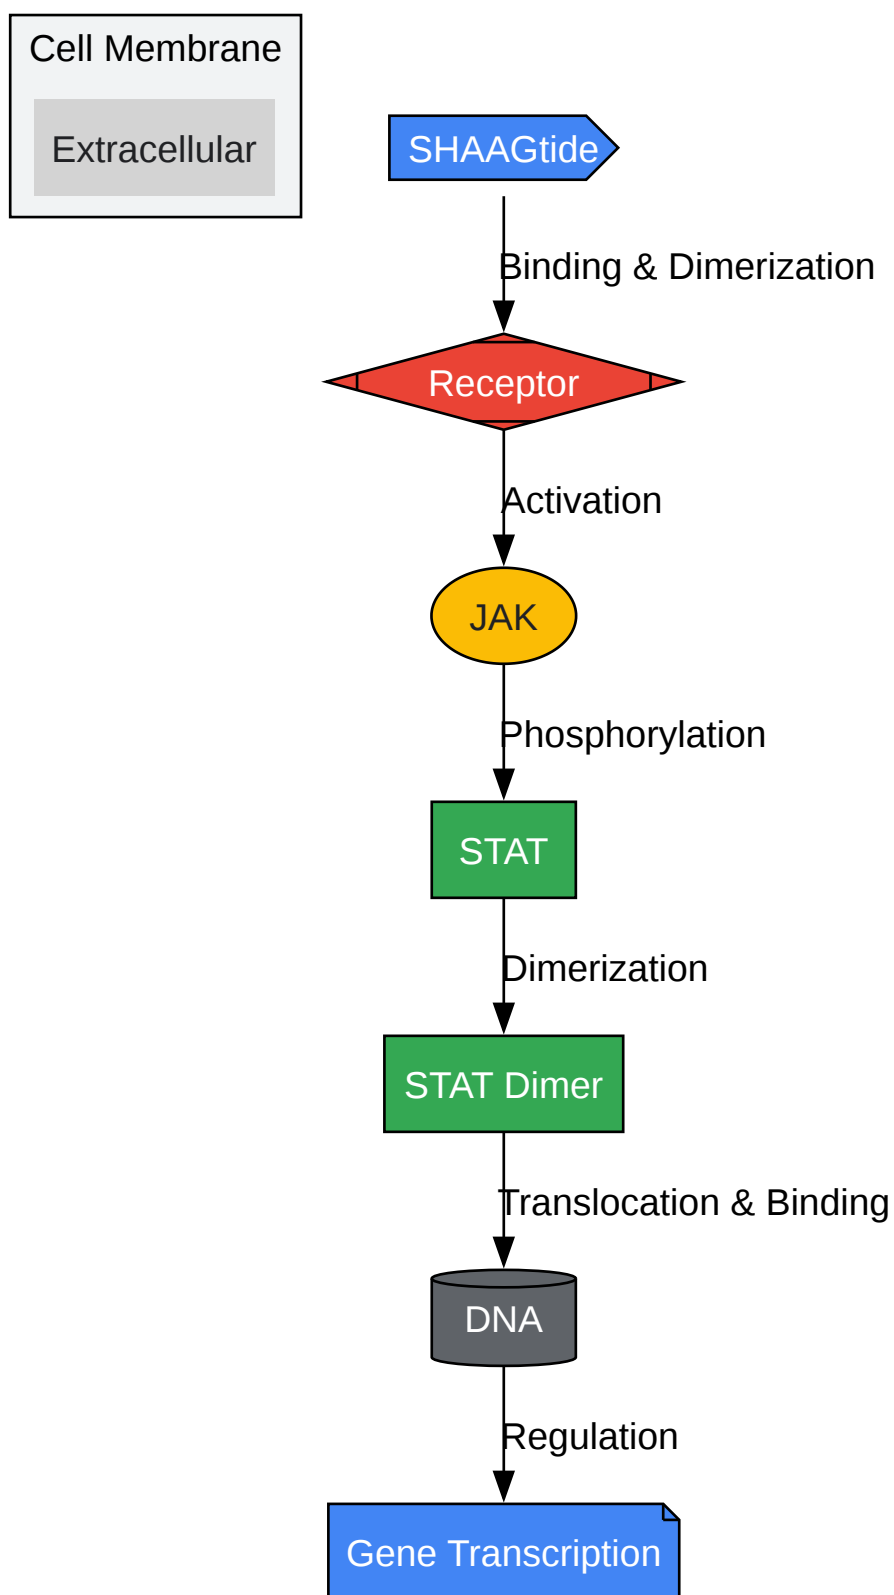 Cell Membrane
Extracellular
SHAAGtide
Binding & Dimerization
Receptor
Activation
JAK
Phosphorylation
STAT
Dimerization
STAT Dimer
Translocation & Binding
DNA
Regulation
Gene Transcription